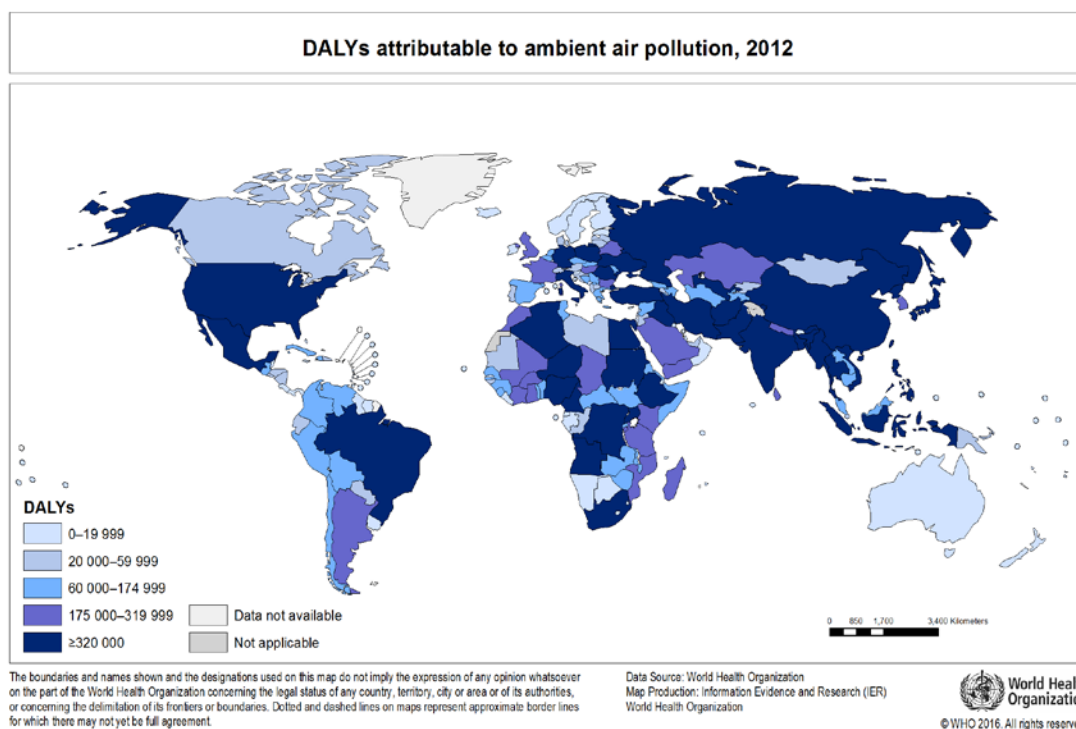 DALYs attributable to ambient air pollution, 2012
DALYs
0–19 999
20 000–59 999
60 000–174 999
175 000–319 999
≥320 000
Data not available
Not applicable
0 850 1,700 3,400 Kilometers
The boundaries and names shown and the designations used on this map do not imply the expression of any opinion whatsoever
on the part of the World Health Organization concerning the legal status of any country, territory, city or area or of its authorities,
or concerning the delimitation of its frontiers or boundaries. Dotted and dashed lines on maps represent approximate border lines
for which there may not yet be full agreement.
Data Source: World Health Organization
Map Production: Information Evidence and Research (IER)
World Health Organization
World Heal
Organizatio
© WHO 2016. All rights reserve